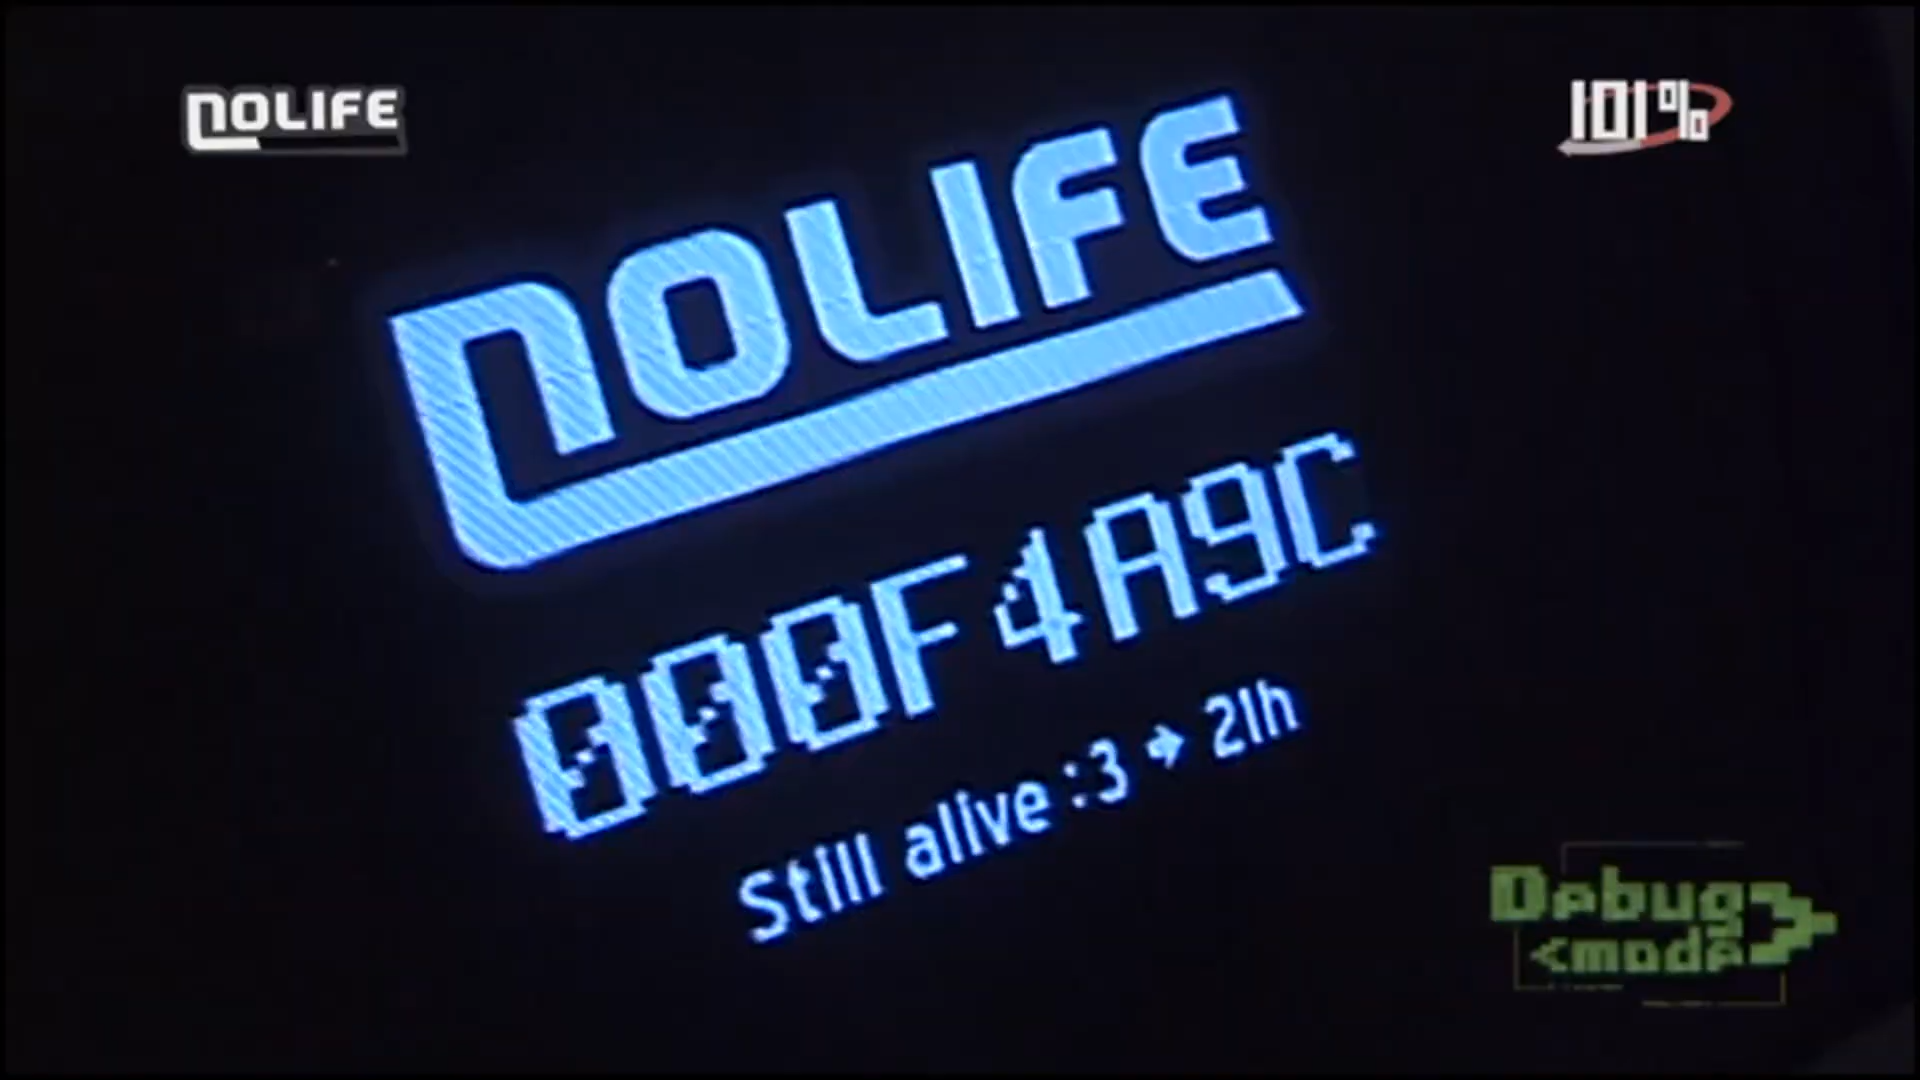 NOLIFE
101%
NOLIFE
000F4A9C
Still alive :3 → 21h
Debug
<mode>